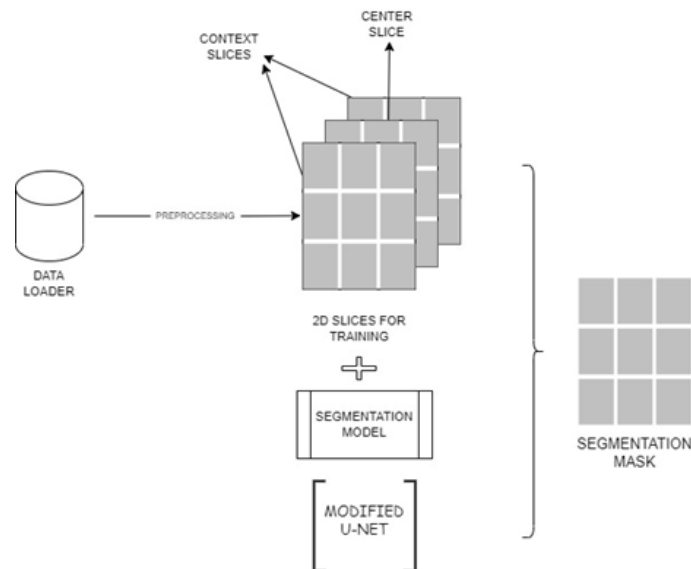 CENTER
SLICE
CONTEXT
SLICES
PREPROCESSING
DATA
LOADER
2D SLICES FOR
TRAINING
SEGMENTATION
MODEL
MODIFIED
U-NET
SEGMENTATION
MASK